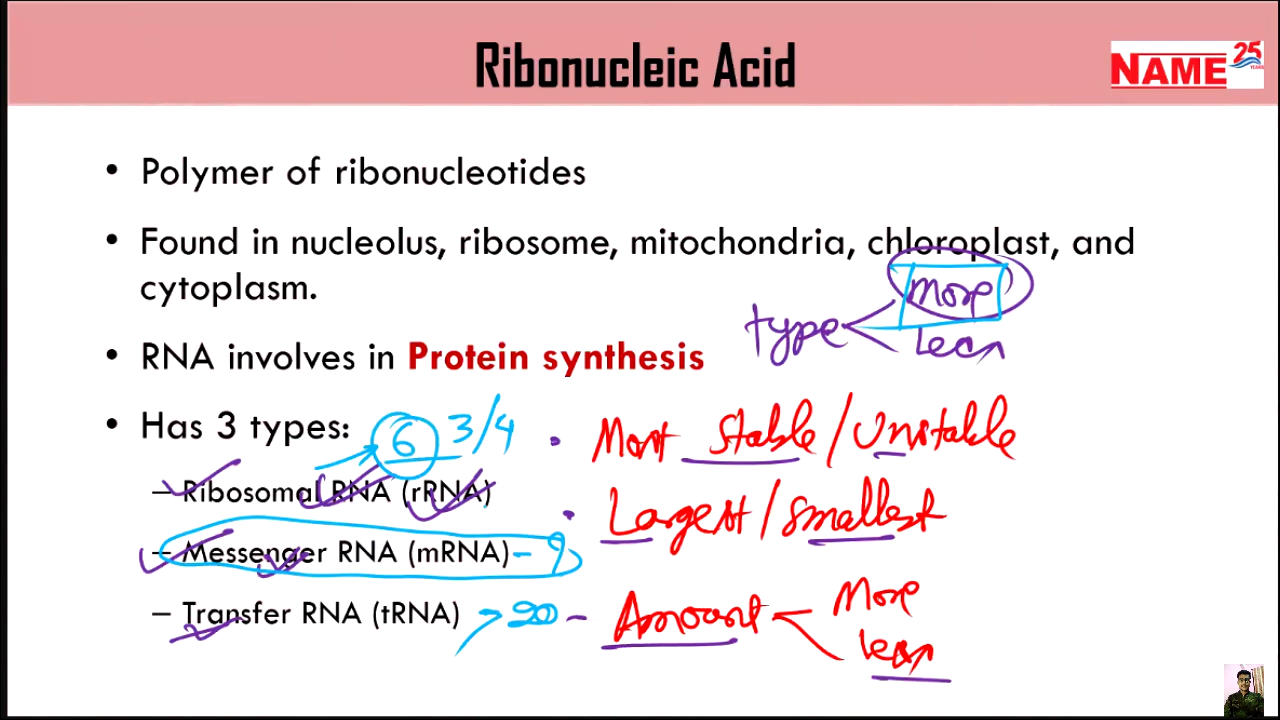 Ribonucleic Acid
NAME 25 YEARS
• Polymer of ribonucleotides
• Found in nucleolus, ribosome, mitochondria, chloroplast, and
cytoplasm.
more
type
less
• RNA involves in Protein synthesis
• Has 3 types:
6 3/4
• Most Stable/Unstable
– Ribosomal RNA (rRNA)
• Largest/smallest
– Messenger RNA (mRNA)
– Transfer RNA (tRNA)
20 – Amount
More
less